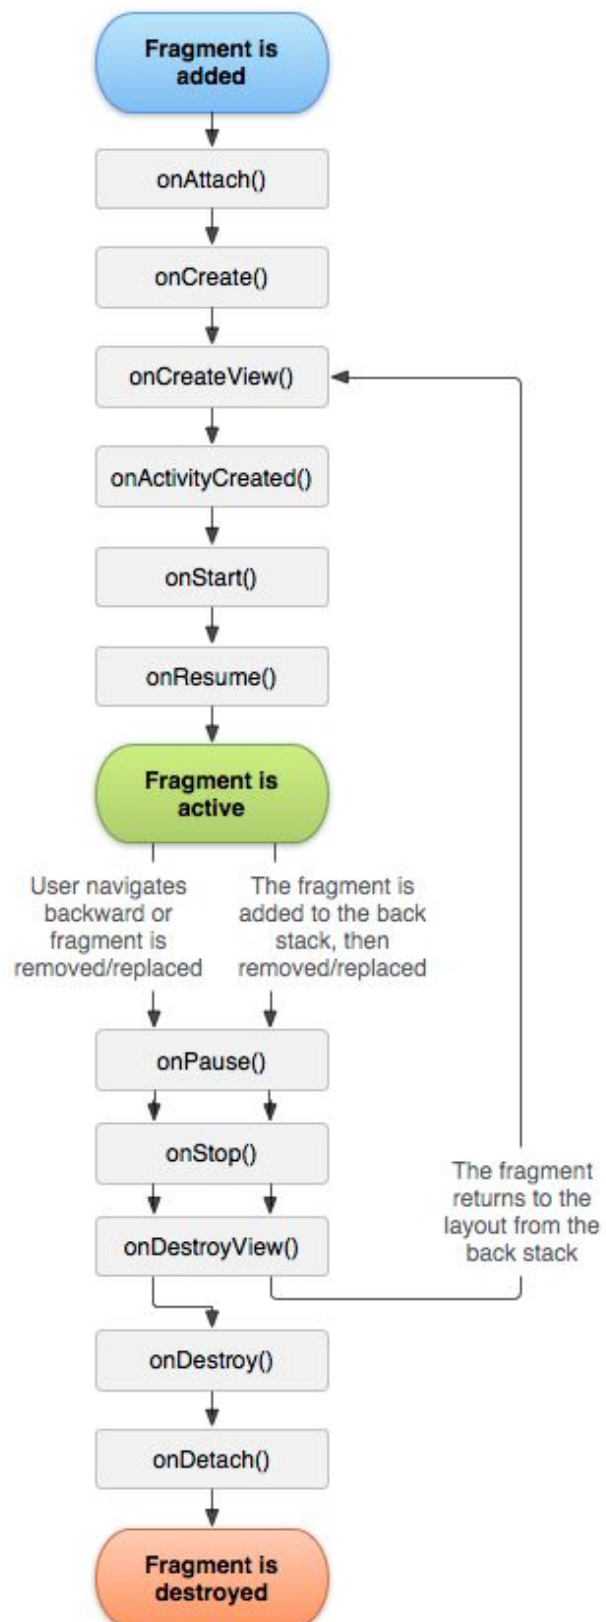 Fragment is
added
onAttach()
onCreate()
onCreateView()
onActivityCreated()
onStart()
onResume()
Fragment is
active
User navigates
backward or
fragment is
removed/replaced
The fragment is
added to the back
stack, then
removed/replaced
onPause()
onStop()
onDestroyView()
The fragment
returns to the
layout from the
back stack
onDestroy()
onDetach()
Fragment is
destroyed